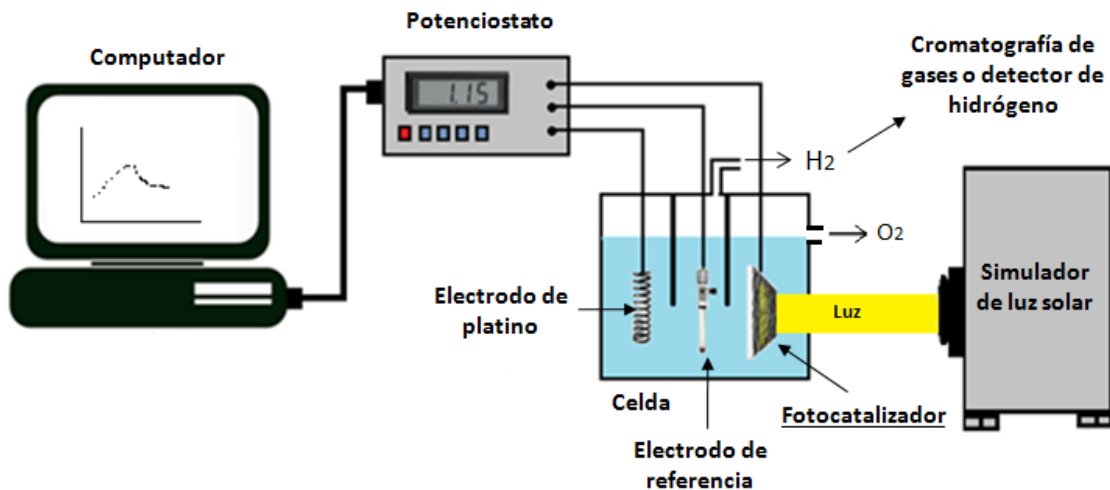 Potenciostato
Computador
Cromatografía de
gases o detector de
hidrógeno
1.15
H2
O2
Simulador
de luz solar
Electrodo de
platino
Luz
Celda
Fotocatalizador
Electrodo de
referencia